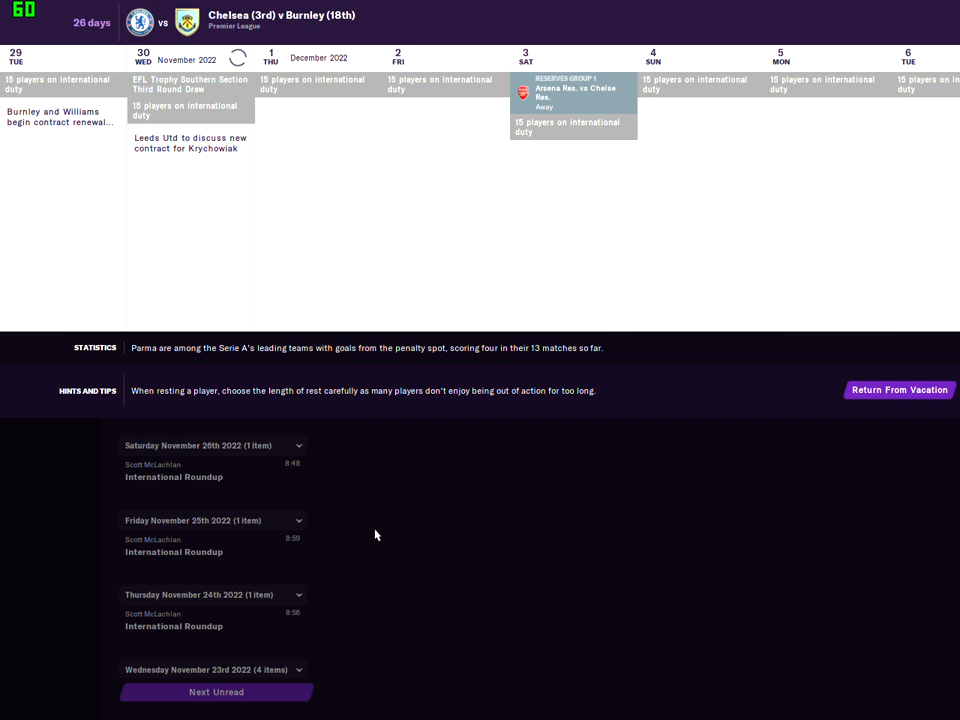 60
26 days
vs
Chelsea (3rd) v Burnley (18th)
Premier League
29
TUE
30
WED
November 2022
1
THU
December 2022
2
FRI
3
SAT
4
SUN
5
MON
6
TUE
15 players on international
duty
Burnley and Williams
begin contract renewal...
EFL Trophy Southern Section
Third Round Draw
15 players on international
duty
Leeds Utd to discuss new
contract for Krychowiak
15 players on international
duty
15 players on international
duty
RESERVES GROUP 1
Arsena Res. vs Chelse
Res.
Away
15 players on international
duty
15 players on international
duty
15 players on international
duty
15 players on in
duty
STATISTICS
Parma are among the Serie A's leading teams with goals from the penalty spot, scoring four in their 13 matches so far.
HINTS AND TIPS
When resting a player, choose the length of rest carefully as many players don't enjoy being out of action for too long.
Return From Vacation
Saturday November 26th 2022 (1 item)
Scott McLachlan
8:48
International Roundup
Friday November 25th 2022 (1 item)
Scott McLachlan
8:59
International Roundup
Thursday November 24th 2022 (1 item)
Scott McLachlan
8:56
International Roundup
Wednesday November 23rd 2022 (4 items)
Next Unread